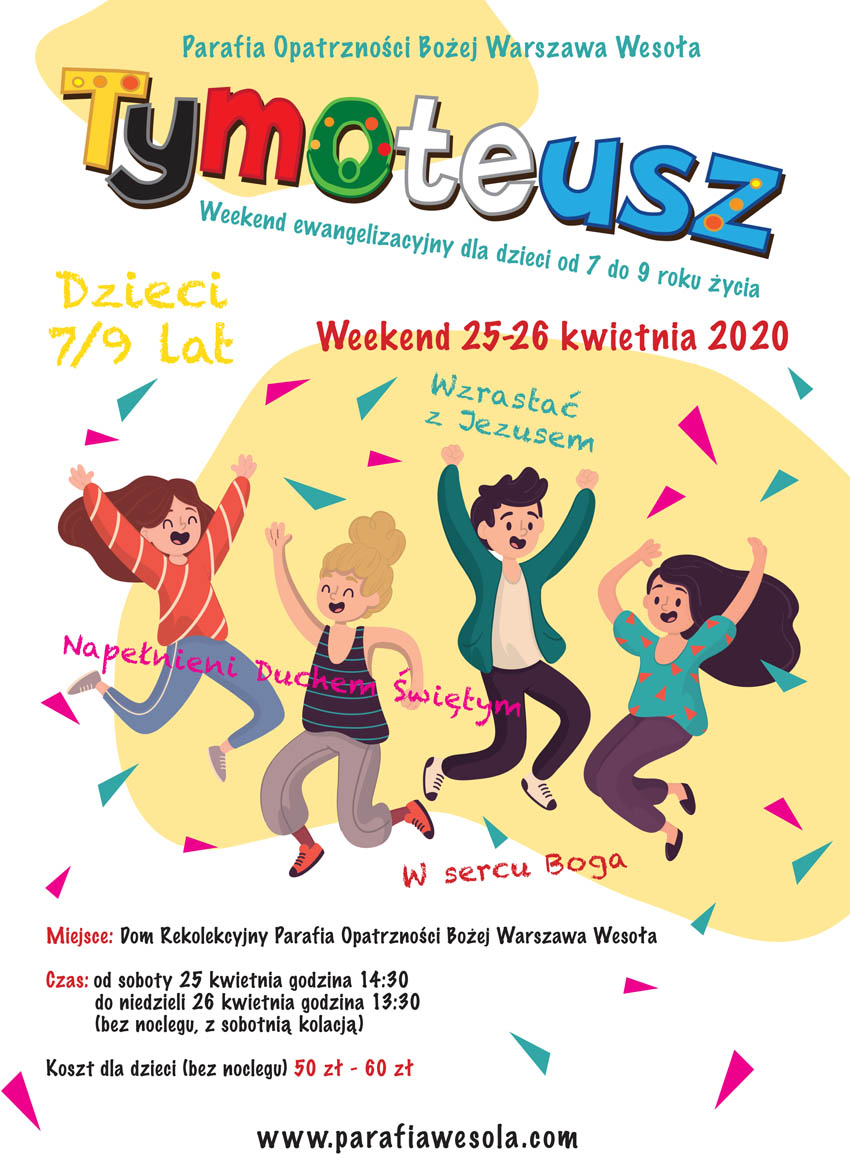 Parafia Opatrzności Bożej Warszawa Wesoła
Tymoteusz
Weekend ewangelizacyjny dla dzieci od 7 do 9 roku życia
Dzieci
7/9 lat
Weekend 25-26 kwietnia 2020
Wzrastać
z Jezusem
Napełnieni Duchem Świętym
W sercu Boga
Miejsce: Dom Rekolekcyjny Parafia Opatrzności Bożej Warszawa Wesoła
Czas: od soboty 25 kwietnia godzina 14:30
do niedzieli 26 kwietnia godzina 13:30
(bez noclegu, z sobotnią kolacją)
Koszt dla dzieci (bez noclegu) 50 zł - 60 zł
www.parafiawesola.com